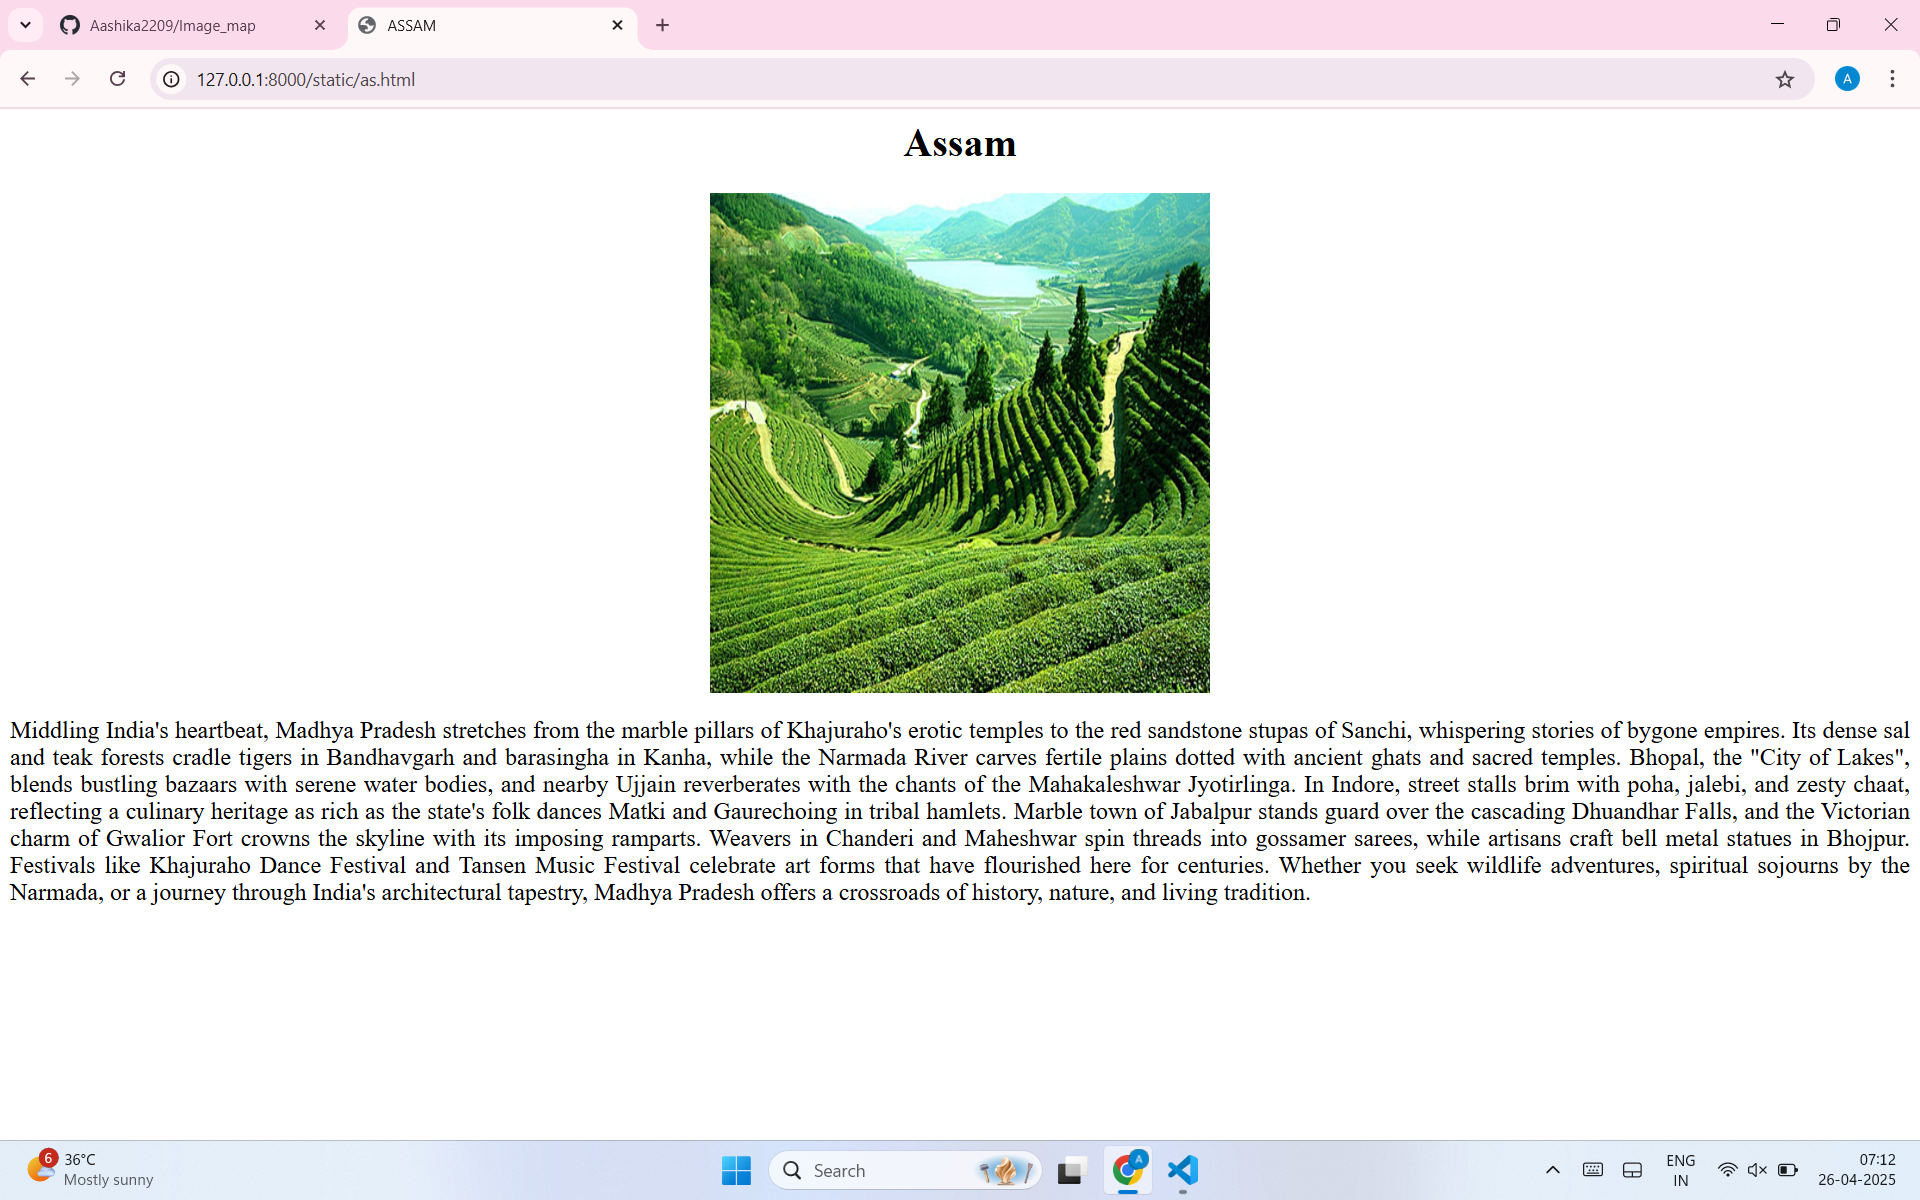 Aashika2209/Image_map
ASSAM
127.0.0.1:8000/static/as.html
A
Assam
Middling India's heartbeat, Madhya Pradesh stretches from the marble pillars of Khajuraho's erotic temples to the red sandstone stupas of Sanchi, whispering stories of bygone empires. Its dense sal
and teak forests cradle tigers in Bandhavgarh and barasingha in Kanha, while the Narmada River carves fertile plains dotted with ancient ghats and sacred temples. Bhopal, the "City of Lakes",
blends bustling bazaars with serene water bodies, and nearby Ujjain reverberates with the chants of the Mahakaleshwar Jyotirlinga. In Indore, street stalls brim with poha, jalebi, and zesty chaat,
reflecting a culinary heritage as rich as the state's folk dances Matki and Gaurechoing in tribal hamlets. Marble town of Jabalpur stands guard over the cascading Dhuandhar Falls, and the Victorian
charm of Gwalior Fort crowns the skyline with its imposing ramparts. Weavers in Chanderi and Maheshwar spin threads into gossamer sarees, while artisans craft bell metal statues in Bhojpur.
Festivals like Khajuraho Dance Festival and Tansen Music Festival celebrate art forms that have flourished here for centuries. Whether you seek wildlife adventures, spiritual sojourns by the
Narmada, or a journey through India's architectural tapestry, Madhya Pradesh offers a crossroads of history, nature, and living tradition.
6
36°C
Mostly sunny
Search
A
ENG
IN
07:12
26-04-2025